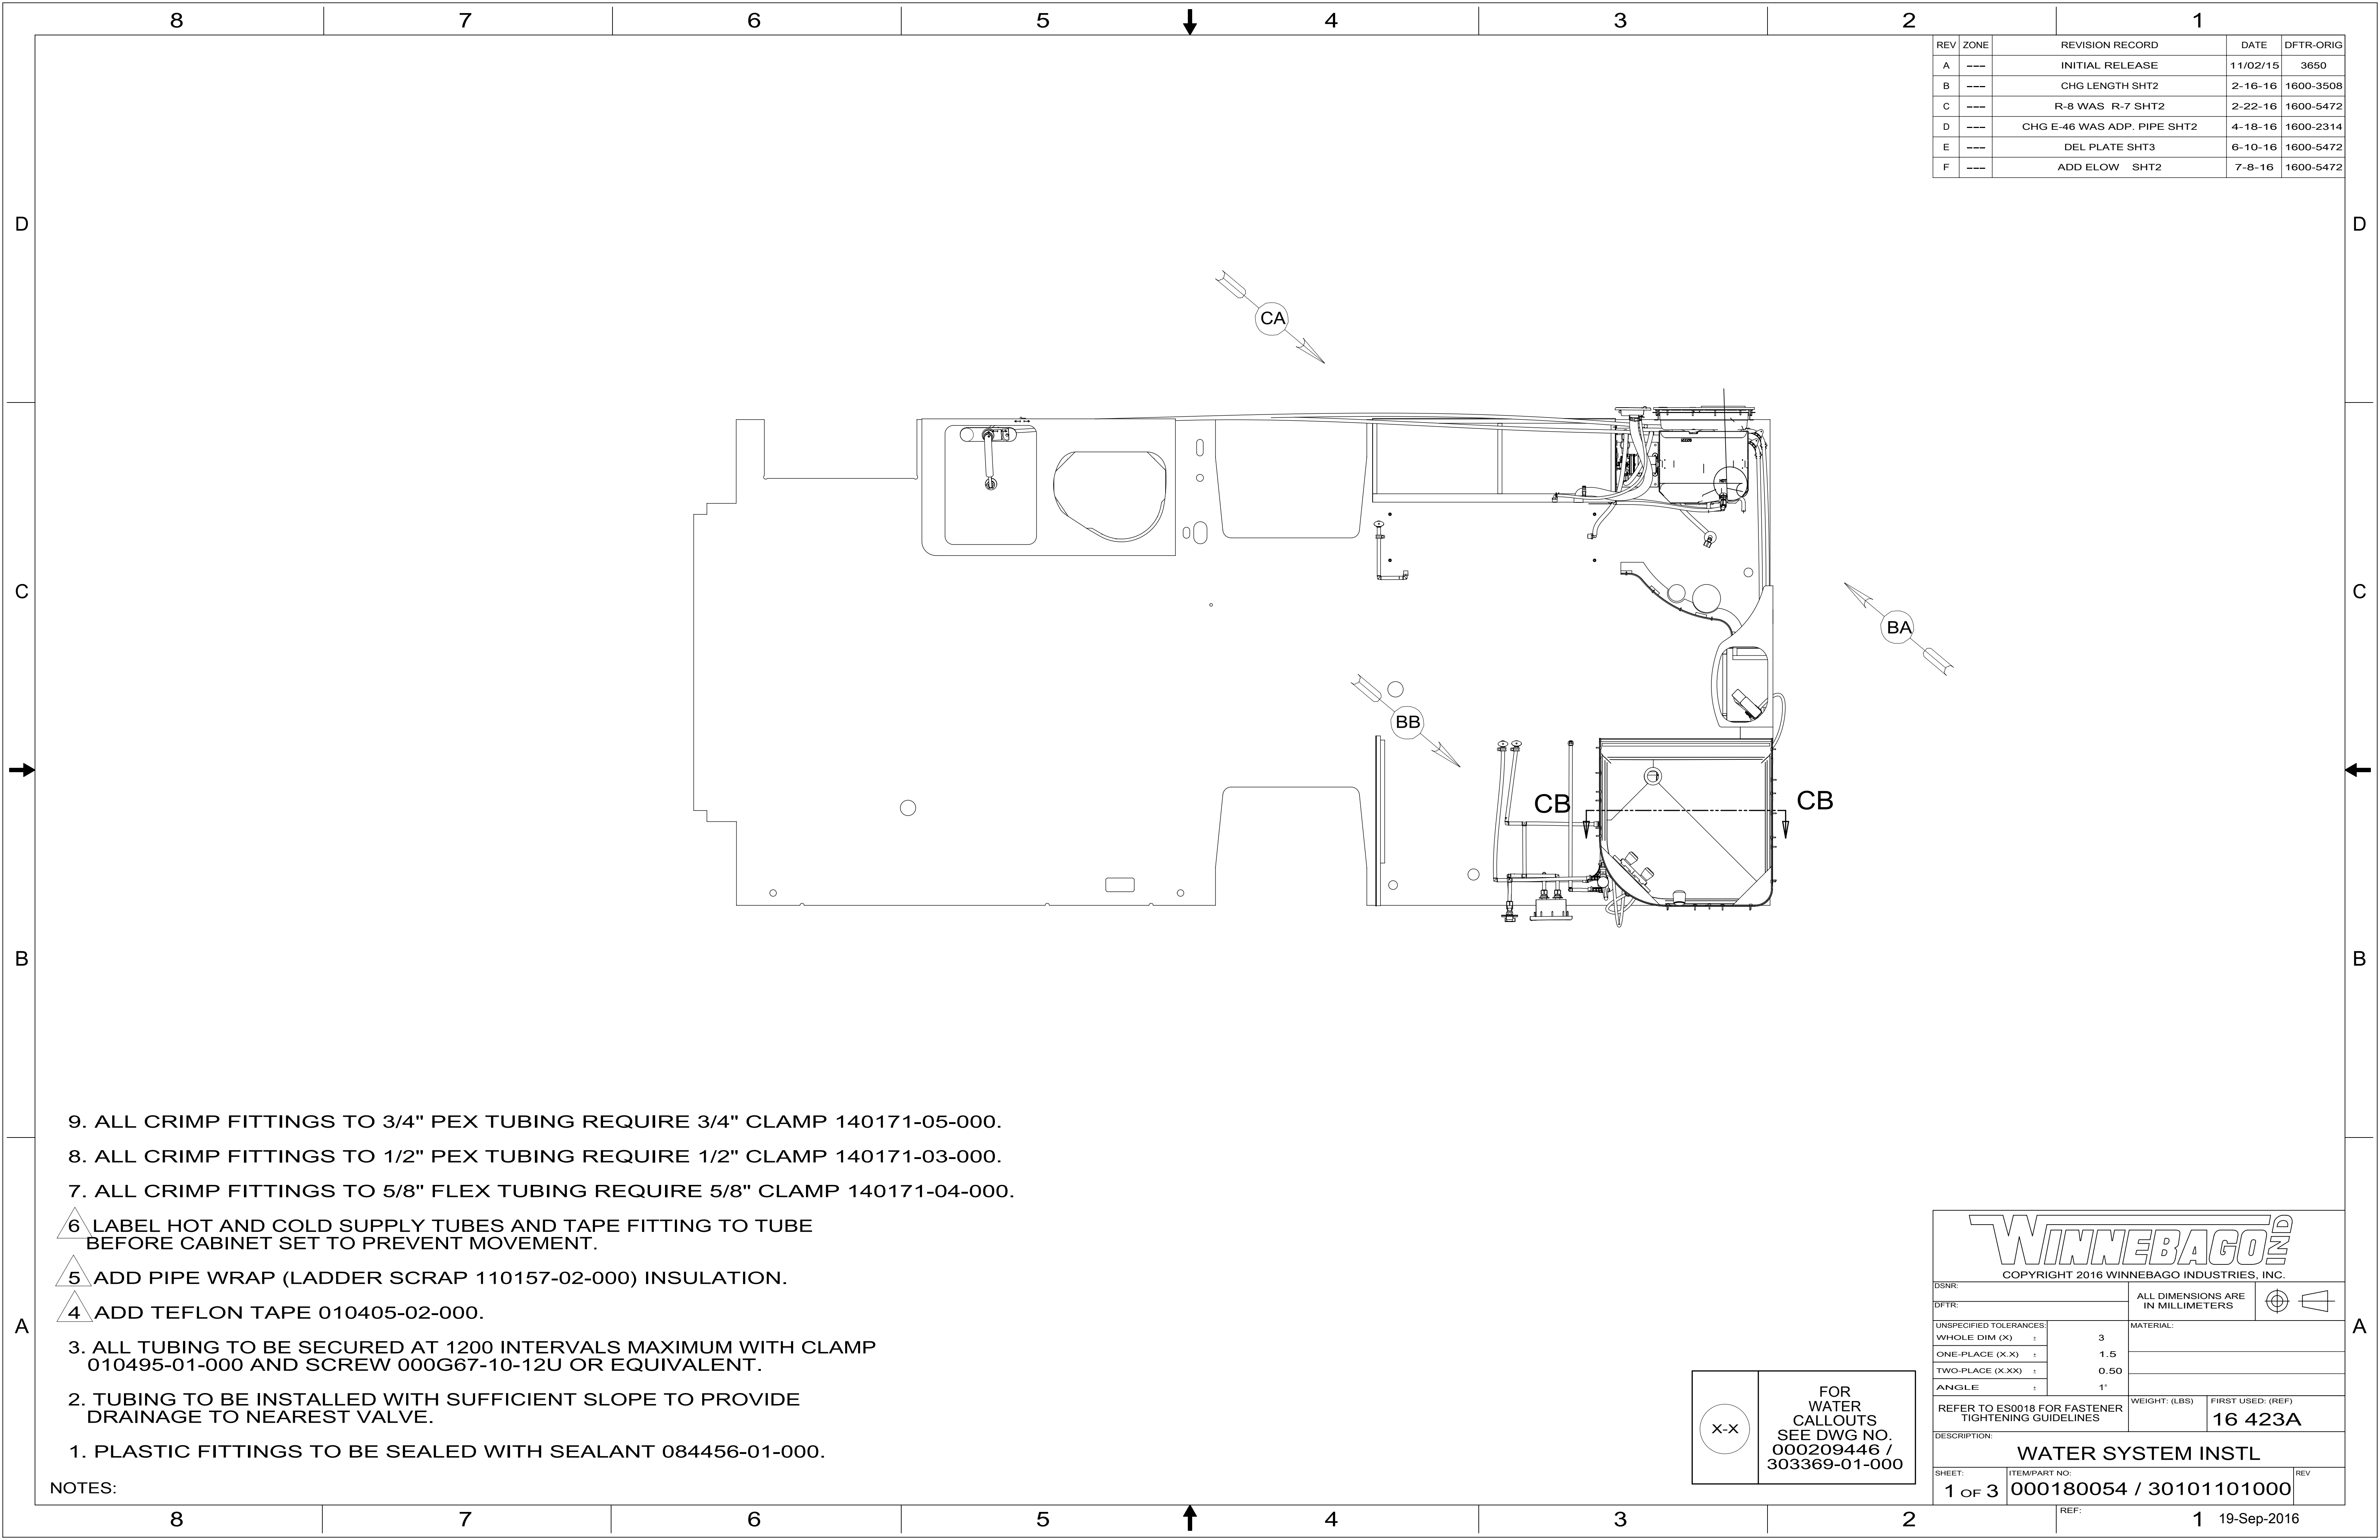 8 7 6 5 4 3 2 1
REV ZONE REVISION RECORD DATE DFTR-ORIG
A --- INITIAL RELEASE 11/02/15 3650
B --- CHG LENGTH SHT2 2-16-16 1600-3508
C --- R-8 WAS R-7 SHT2 2-22-16 1600-5472
D --- CHG E-46 WAS ADP. PIPE SHT2 4-18-16 1600-2314
E --- DEL PLATE SHT3 6-10-16 1600-5472
F --- ADD ELOW SHT2 7-8-16 1600-5472
D D
CA
C C
BA
BB
CB CB
B B
9. ALL CRIMP FITTINGS TO 3/4" PEX TUBING REQUIRE 3/4" CLAMP 140171-05-000.
8. ALL CRIMP FITTINGS TO 1/2" PEX TUBING REQUIRE 1/2" CLAMP 140171-03-000.
7. ALL CRIMP FITTINGS TO 5/8" FLEX TUBING REQUIRE 5/8" CLAMP 140171-04-000.
6 LABEL HOT AND COLD SUPPLY TUBES AND TAPE FITTING TO TUBE
BEFORE CABINET SET TO PREVENT MOVEMENT.
5 ADD PIPE WRAP (LADDER SCRAP 110157-02-000) INSULATION.
4 ADD TEFLON TAPE 010405-02-000.
3. ALL TUBING TO BE SECURED AT 1200 INTERVALS MAXIMUM WITH CLAMP
010495-01-000 AND SCREW 000G67-10-12U OR EQUIVALENT.
2. TUBING TO BE INSTALLED WITH SUFFICIENT SLOPE TO PROVIDE
DRAINAGE TO NEAREST VALVE.
1. PLASTIC FITTINGS TO BE SEALED WITH SEALANT 084456-01-000.
NOTES:
A A
X-X
FOR
WATER
CALLOUTS
SEE DWG NO.
000209446 /
303369-01-000
WINNEBAGO IND
COPYRIGHT 2016 WINNEBAGO INDUSTRIES, INC.
DSNR:
DFTR:
ALL DIMENSIONS ARE
IN MILLIMETERS
UNSPECIFIED TOLERANCES:
WHOLE DIM (X) ± 3
ONE-PLACE (X.X) ± 1.5
TWO-PLACE (X.XX) ± 0.50
ANGLE ± 1°
MATERIAL:
REFER TO ES0018 FOR FASTENER
TIGHTENING GUIDELINES
WEIGHT: (LBS)
FIRST USED: (REF)
16 423A
DESCRIPTION:
WATER SYSTEM INSTL
SHEET:
1 OF 3
ITEM/PART NO:
000180054 / 30101101000
REV
8 7 6 5 4 3 2 1
REF:
19-Sep-2016